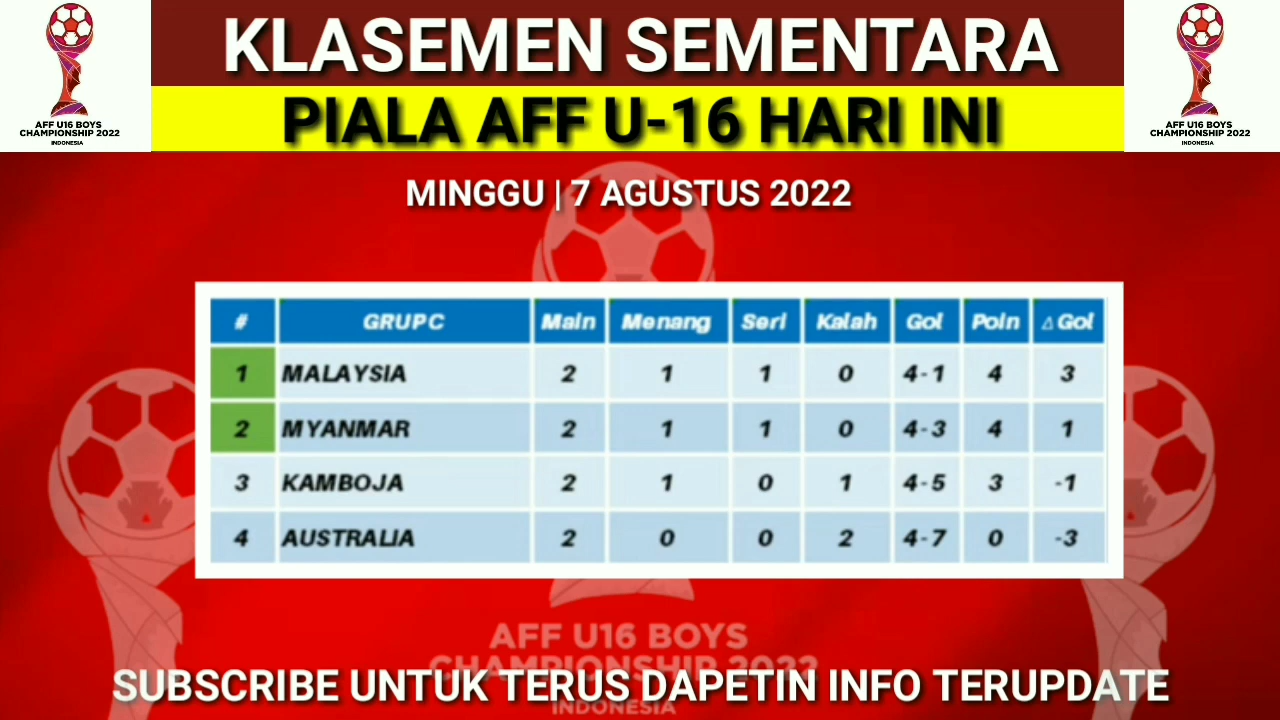 KLASEMEN SEMENTARA
PIALA AFF U-16 HARI INI
AFF U16 BOYS
CHAMPIONSHIP 2022
INDONESIA
AFF U16 BOYS
CHAMPIONSHIP 2022
INDONESIA
MINGGU | 7 AGUSTUS 2022
# GRUP C Main Menang Seri Kalah Gol Poin △ Gol
1 MALAYSIA 2 1 1 0 4-1 4 3
2 MYANMAR 2 1 1 0 4-3 4 1
3 KAMBOJA 2 1 0 1 4-5 3 -1
4 AUSTRALIA 2 0 0 2 4-7 0 -3
AFF U16 BOYS
CHAMPIONSHIP 2022
SUBSCRIBE UNTUK TERUS DAPETIN INFO TERUPDATE
INDONESIA